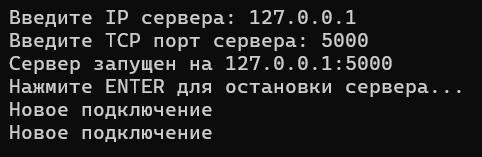 Введите IP сервера: 127.0.0.1
Введите TCP порт сервера: 5000
Сервер запущен на 127.0.0.1:5000
Нажмите ENTER для остановки сервера...
Новое подключение
Новое подключение